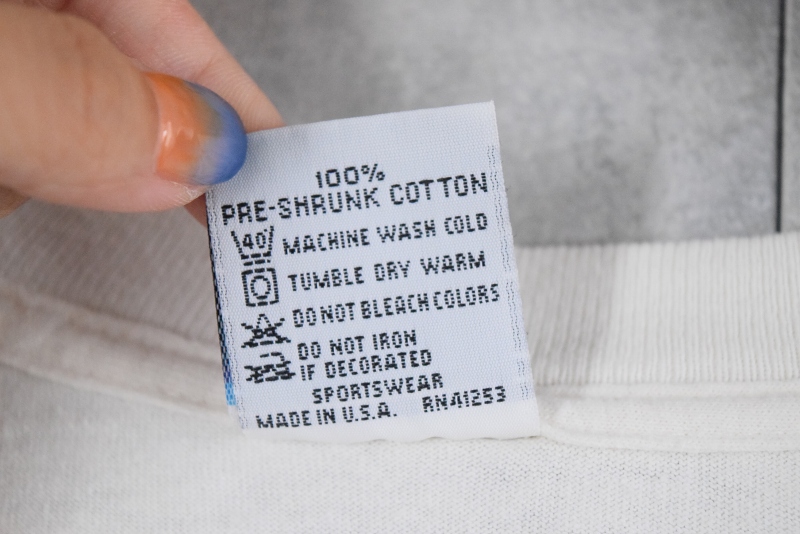 100%
PRE-SHRUNK COTTON
40 MACHINE WASH COLD
TUMBLE DRY WARM
DO NOT BLEACH COLORS
DO NOT IRON
IF DECORATED
SPORTSWEAR
MADE IN U.S.A. RN41253